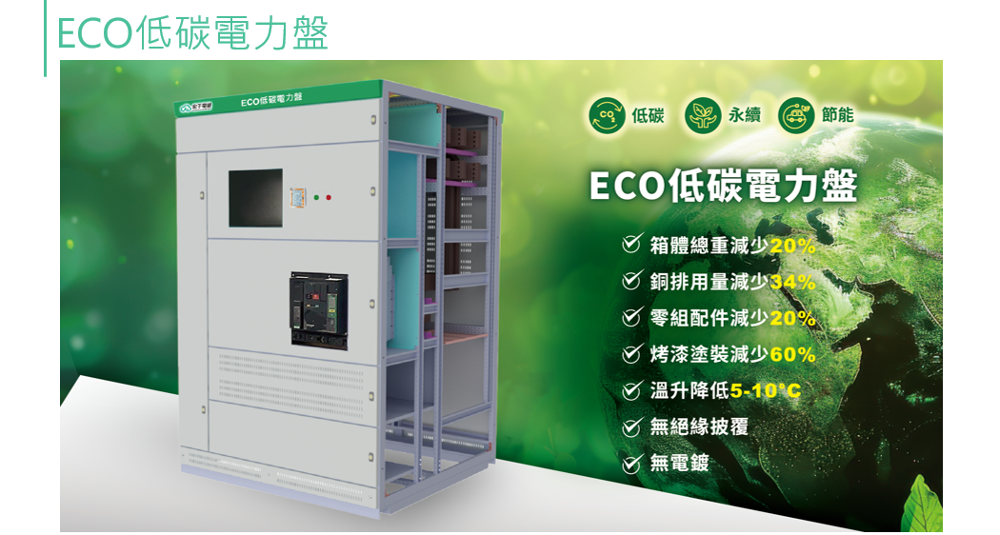 ECO低碳電力盤
ECO低碳電力盤
低碳
永續
節能
ECO低碳電力盤
箱體總重減少20%
銅排用量減少34%
零組配件減少20%
烤漆塗裝減少60%
溫升降低5-10°C
無絕緣披覆
無電鍍